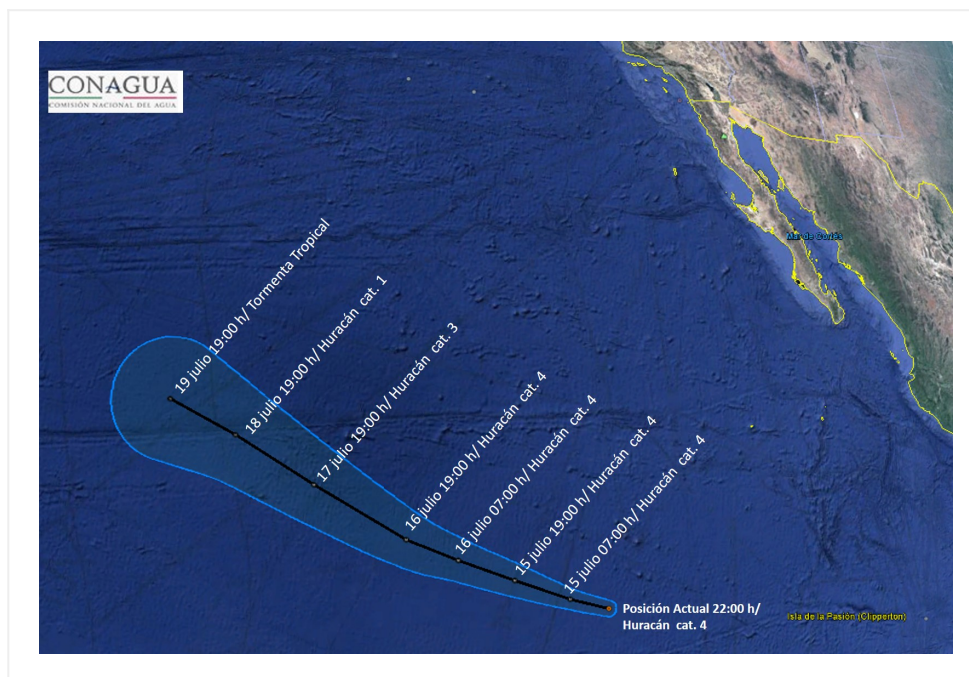 CONAGUA
COMISIÓN NACIONAL DEL AGUA
Mar de Cortés
19 julio 19:00 h/ Tormenta Tropical
18 julio 19:00 h/ Huracán cat. 1
17 julio 19:00 h/ Huracán cat. 3
16 julio 19:00 h/ Huracán cat. 4
16 julio 07:00 h/ Huracán cat. 4
15 julio 19:00 h/ Huracán cat. 4
15 julio 07:00 h/ Huracán cat. 4
Posición Actual 22:00 h/
Huracán cat. 4
Isla de la Pasión (Clipperton)